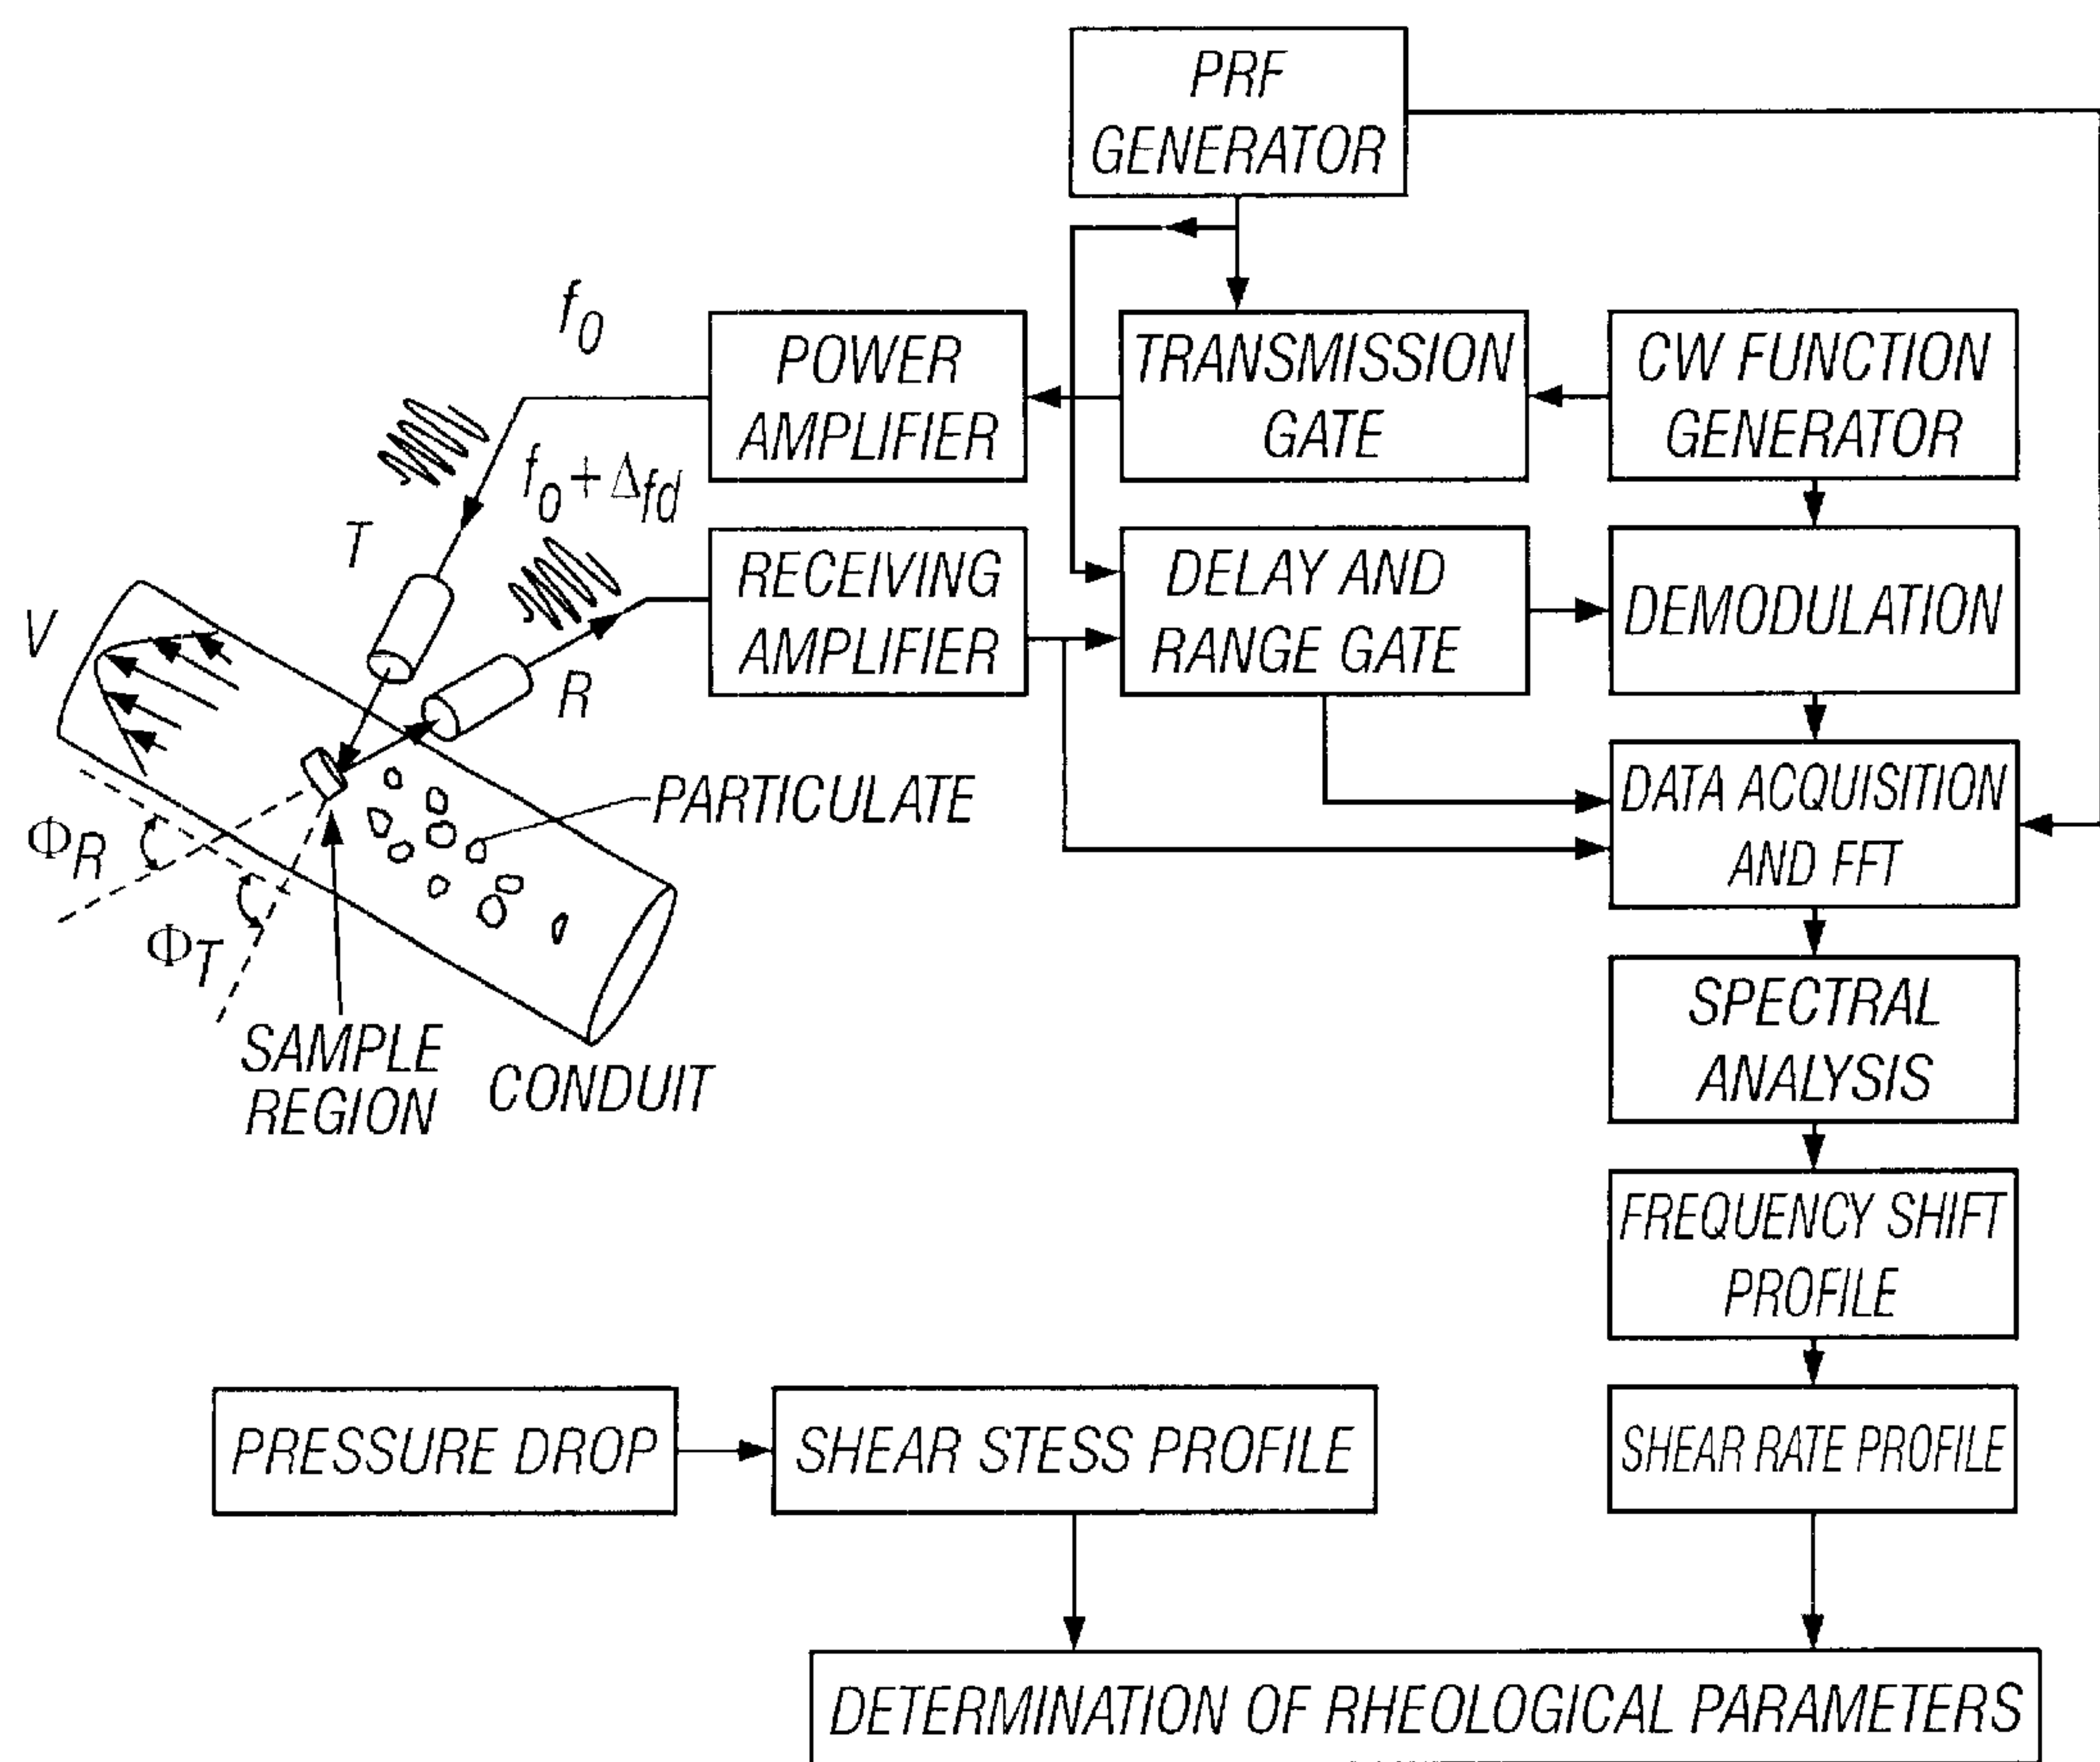 PRF
GENERATOR
f0
POWER
AMPLIFIER
TRANSMISSION
GATE
CW FUNCTION
GENERATOR
f0 + Δfd
T
RECEIVING
AMPLIFIER
DELAY AND
RANGE GATE
DEMODULATION
V
R
PARTICULATE
DATA ACQUISITION
AND FFT
ΦR
ΦT
SAMPLE
REGION
CONDUIT
SPECTRAL
ANALYSIS
FREQUENCY SHIFT
PROFILE
PRESSURE DROP
SHEAR STESS PROFILE
SHEAR RATE PROFILE
DETERMINATION OF RHEOLOGICAL PARAMETERS